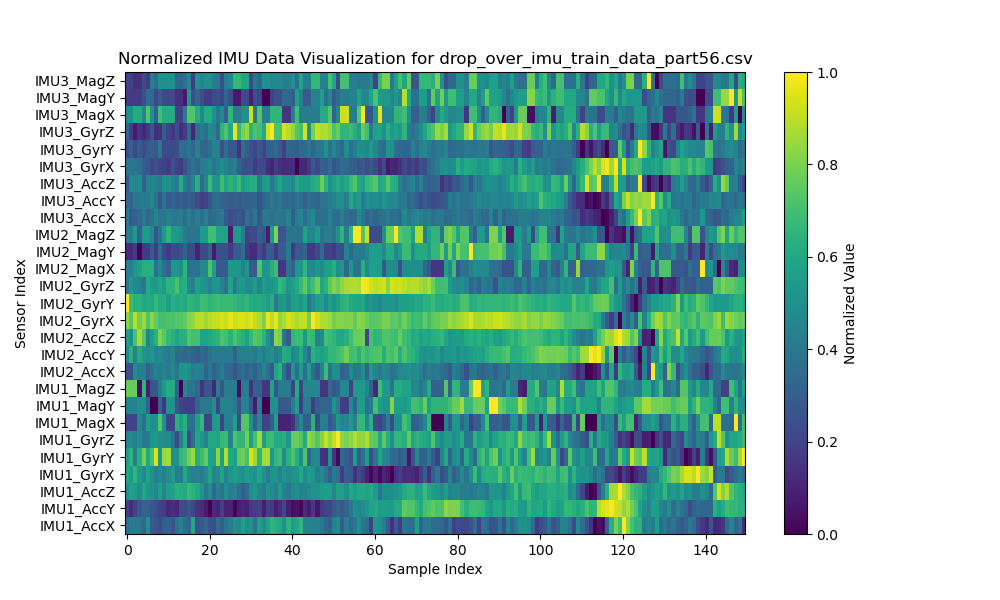 Normalized IMU Data Visualization for drop_over_imu_train_data_part56.csv
IMU3_MagZ
IMU3_MagY
IMU3_MagX
IMU3_GyrZ
IMU3_GyrY
IMU3_GyrX
IMU3_AccZ
IMU3_AccY
IMU3_AccX
IMU2_MagZ
IMU2_MagY
IMU2_MagX
IMU2_GyrZ
IMU2_GyrY
IMU2_GyrX
IMU2_AccZ
IMU2_AccY
IMU2_AccX
IMU1_MagZ
IMU1_MagY
IMU1_MagX
IMU1_GyrZ
IMU1_GyrY
IMU1_GyrX
IMU1_AccZ
IMU1_AccY
IMU1_AccX
Sensor Index
0 20 40 60 80 100 120 140
Sample Index
1.0
0.8
0.6
0.4
0.2
0.0
Normalized Value